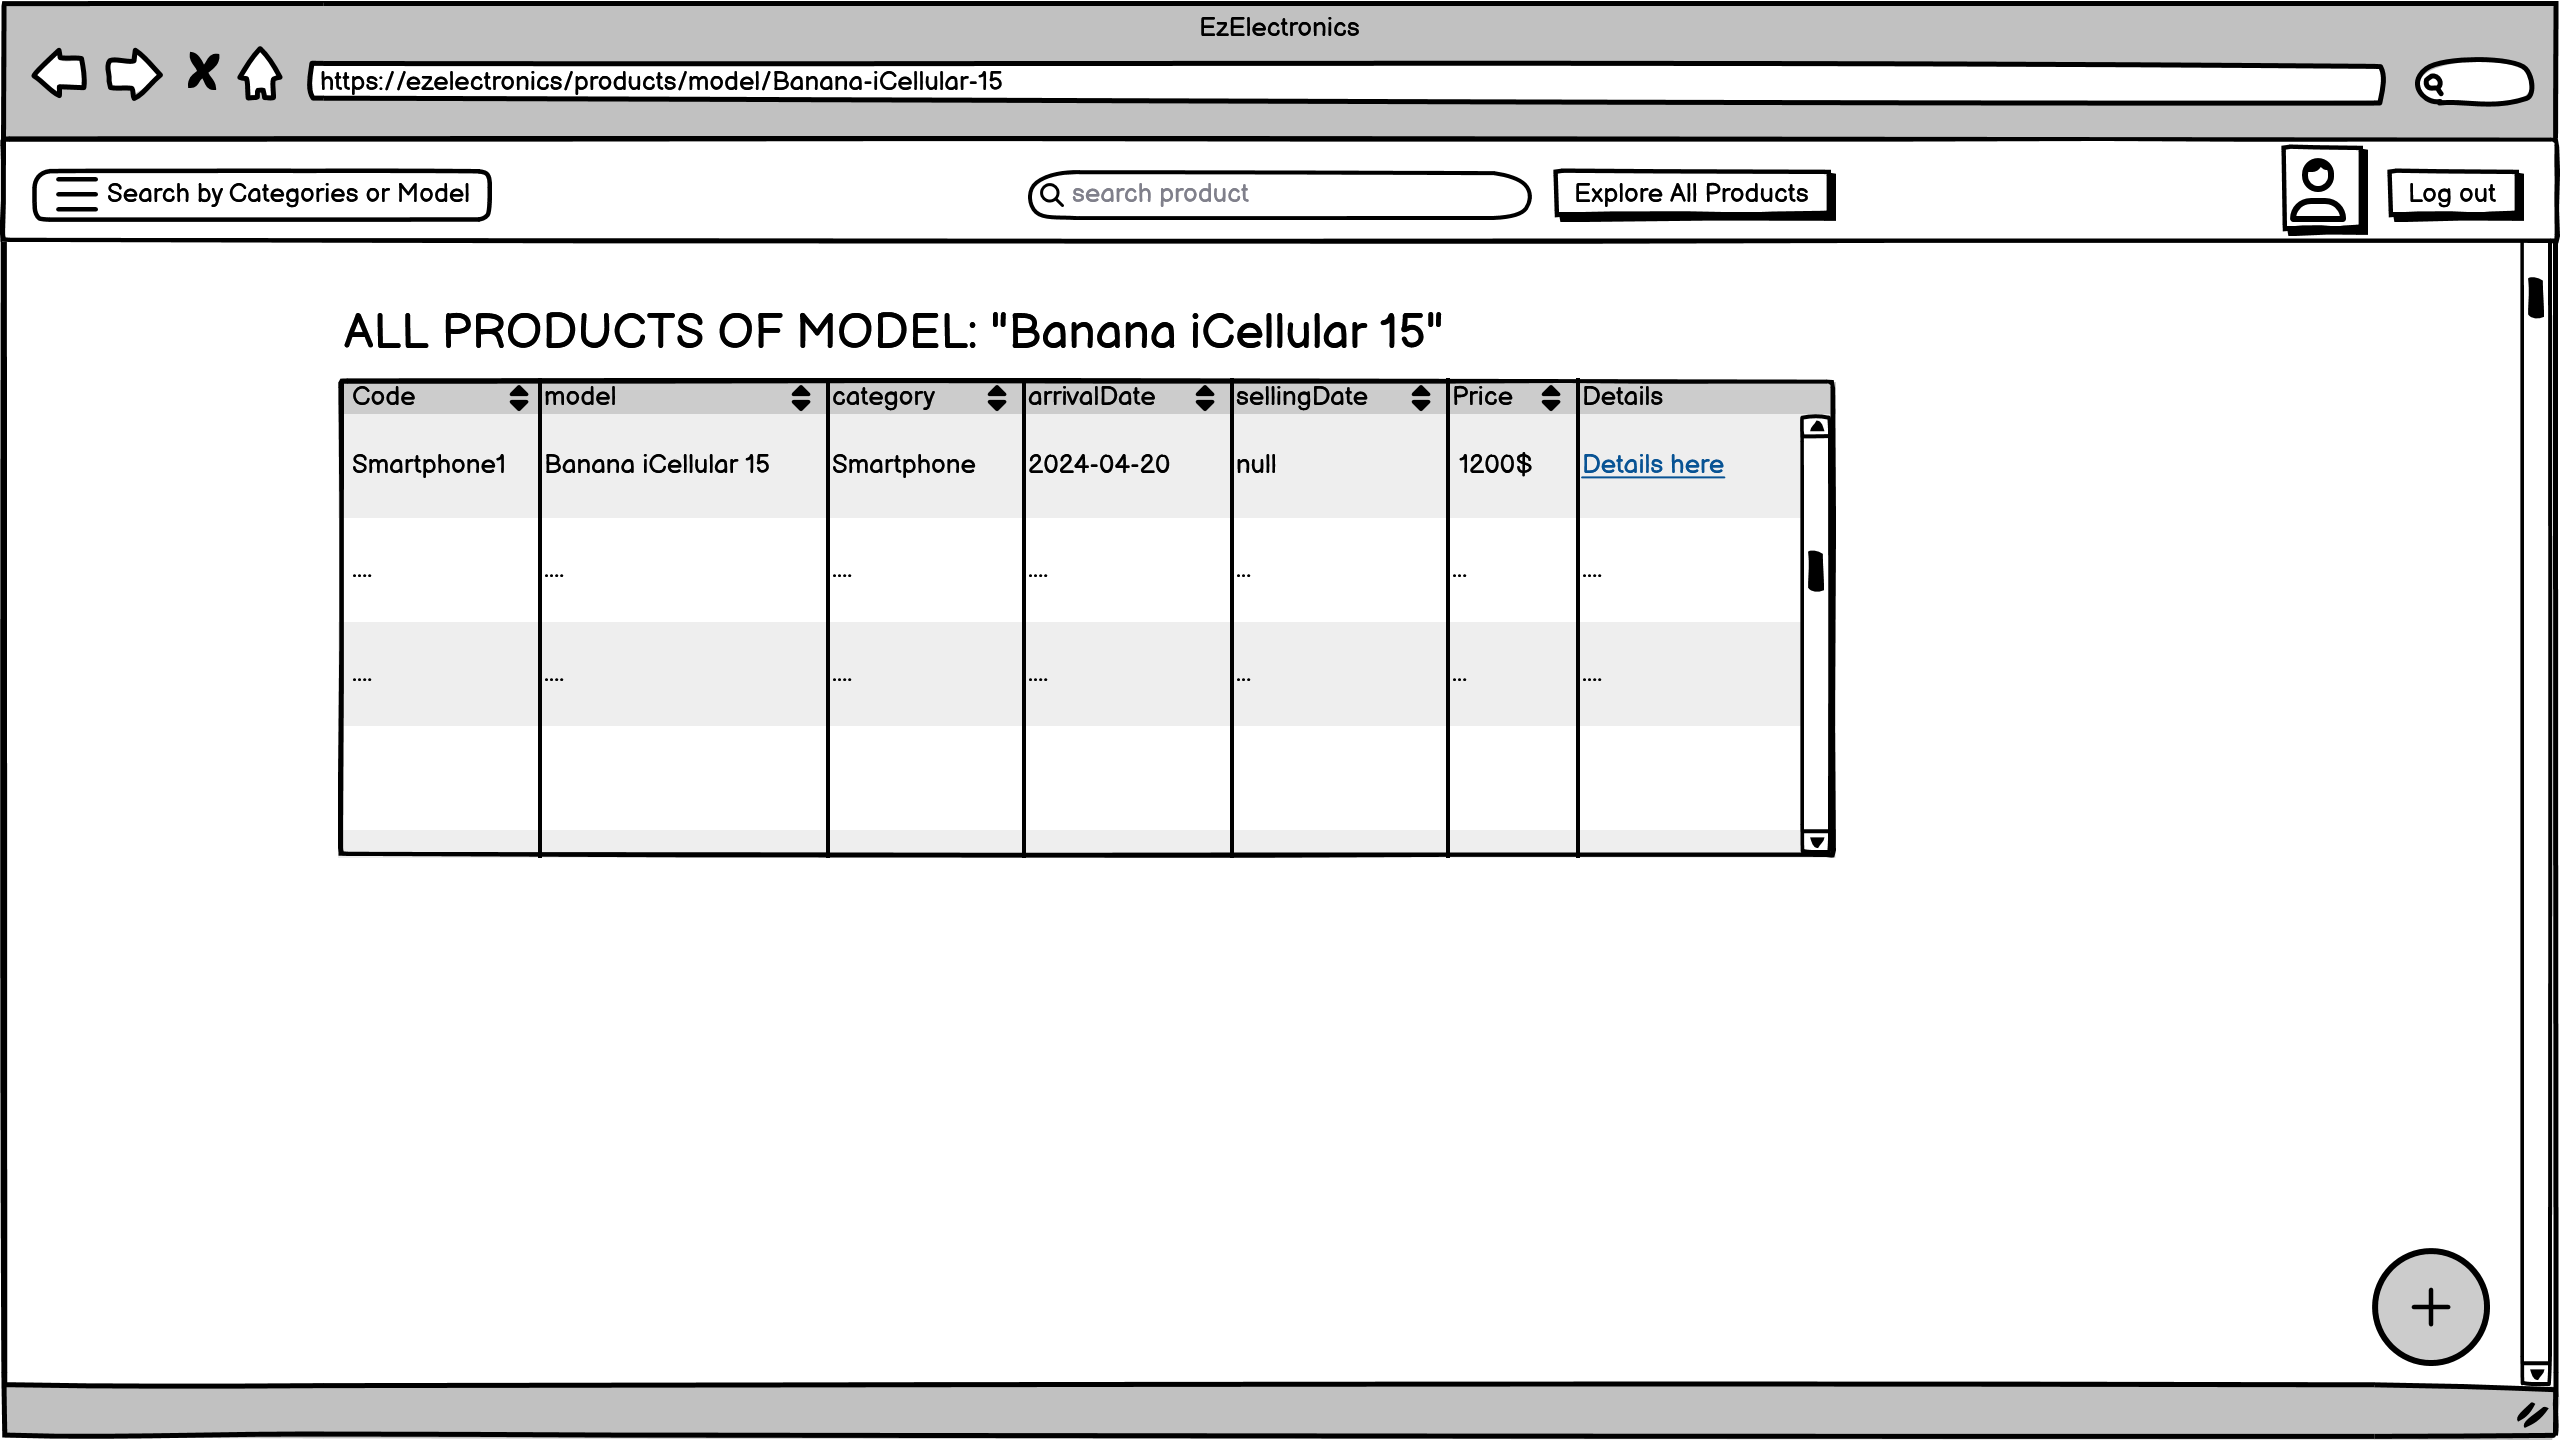 EzElectronics
https://ezelectronics/products/model/Banana-iCellular-15
Search by Categories or Model
search product
Explore All Products
Log out
ALL PRODUCTS OF MODEL: "Banana iCellular 15"
Code model category arrivalDate sellingDate Price Details
Smartphone1 Banana iCellular 15 Smartphone 2024-04-20 null 1200$ Details here
.... .... .... .... ... ... ....
.... .... .... .... ... ... ....